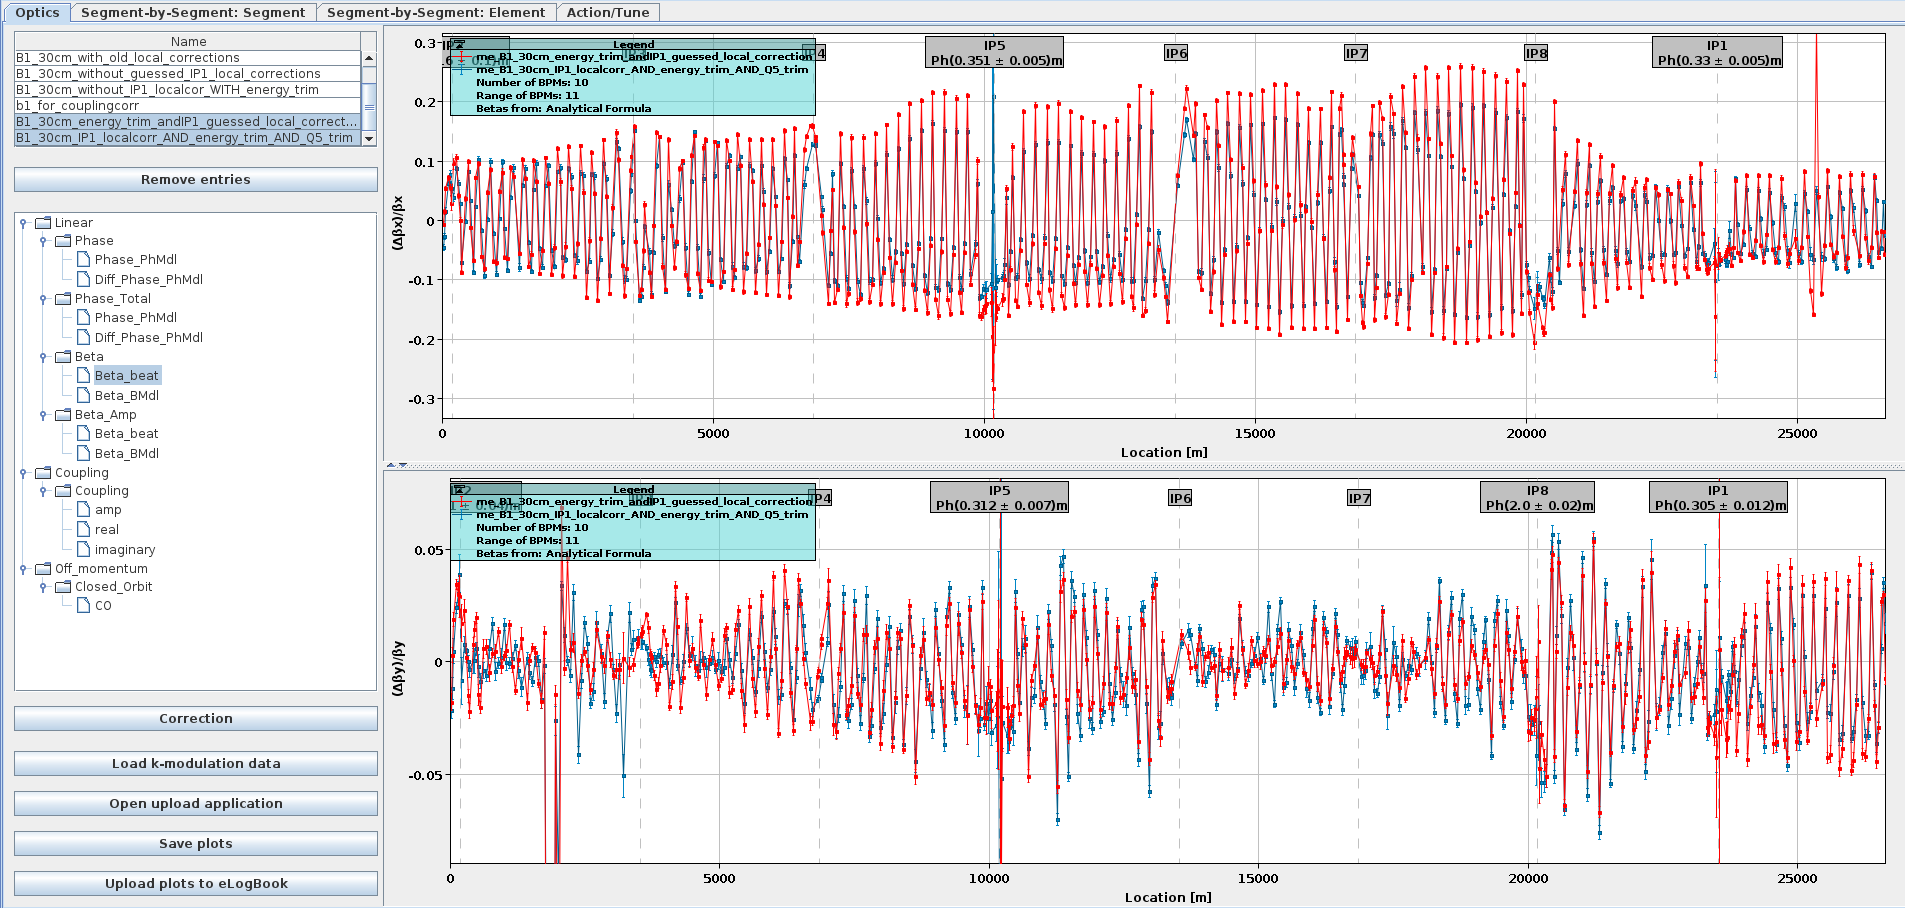 Optics
Segment-by-Segment: Segment
Segment-by-Segment: Element
Action/Tune
Name
B1_30cm_with_old_local_corrections
B1_30cm_without_guessed_IP1_local_corrections
B1_30cm_without_IP1_localcor_WITH_energy_trim
b1_for_couplingcorr
B1_30cm_energy_trim_andIP1_guessed_local_correct...
B1_30cm_IP1_localcorr_AND_energy_trim_AND_Q5_trim
Remove entries
Linear
Phase
Phase_PhMdl
Diff_Phase_PhMdl
Phase_Total
Phase_PhMdl
Diff_Phase_PhMdl
Beta
Beta_beat
Beta_BMdl
Beta_Amp
Beta_beat
Beta_BMdl
Coupling
Coupling
amp
real
imaginary
Off_momentum
Closed_Orbit
CO
Correction
Load k-modulation data
Open upload application
Save plots
Upload plots to eLogBook
Legend
me_B1_30cm_energy_trim_andIP1_guessed_local_correction
me_B1_30cm_IP1_localcorr_AND_energy_trim_AND_Q5_trim
Number of BPMs: 10
Range of BPMs: 11
Betas from: Analytical Formula
IP5
Ph(0.351 ± 0.005)m
IP6
IP7
IP8
IP1
Ph(0.33 ± 0.005)m
0.3
0.2
0.1
0
-0.1
-0.2
-0.3
(Δβx)/βx
0
5000
10000
15000
20000
25000
Location [m]
Legend
me_B1_30cm_energy_trim_andIP1_guessed_local_correction
me_B1_30cm_IP1_localcorr_AND_energy_trim_AND_Q5_trim
Number of BPMs: 10
Range of BPMs: 11
Betas from: Analytical Formula
IP4
IP5
Ph(0.312 ± 0.007)m
IP6
IP7
IP8
Ph(2.0 ± 0.02)m
IP1
Ph(0.305 ± 0.012)m
0.05
0
-0.05
(Δβy)/βy
0
5000
10000
15000
20000
25000
Location [m]